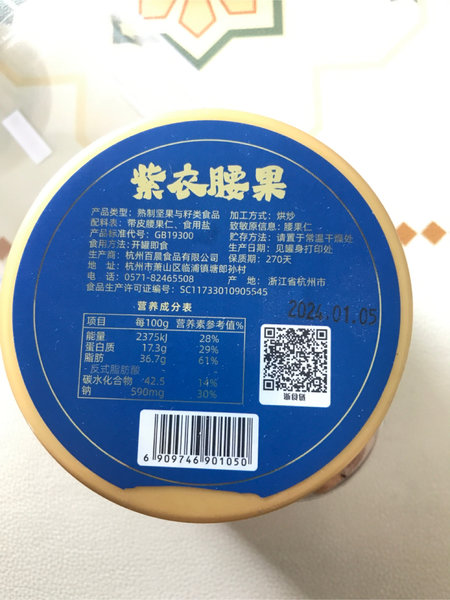 紫衣腰果
产品类型：熟制坚果与籽类食品 加工方式：烘炒
配料表：带皮腰果仁、食用盐 致敏原信息：腰果仁
产品标准代号：GB19300 贮存方法：请置于常温干燥处
食用方法：开罐即食 生产日期：见罐身打印处
生产商：杭州百晨食品有限公司 保质期：270天
地 址：杭州市萧山区临浦镇塘郎孙村
电 话：0571-82465508 产 地：浙江省杭州市
食品生产许可证编号：SC11733010905545
2024.01.05
营养成分表
项目 每100g 营养素参考值%
能量 2375kJ 28%
蛋白质 17.3g 29%
脂肪 36.7g 61%
-反式脂肪酸
碳水化合物 42.5 14%
钠 590mg 30%
链食查
6 909746 901050